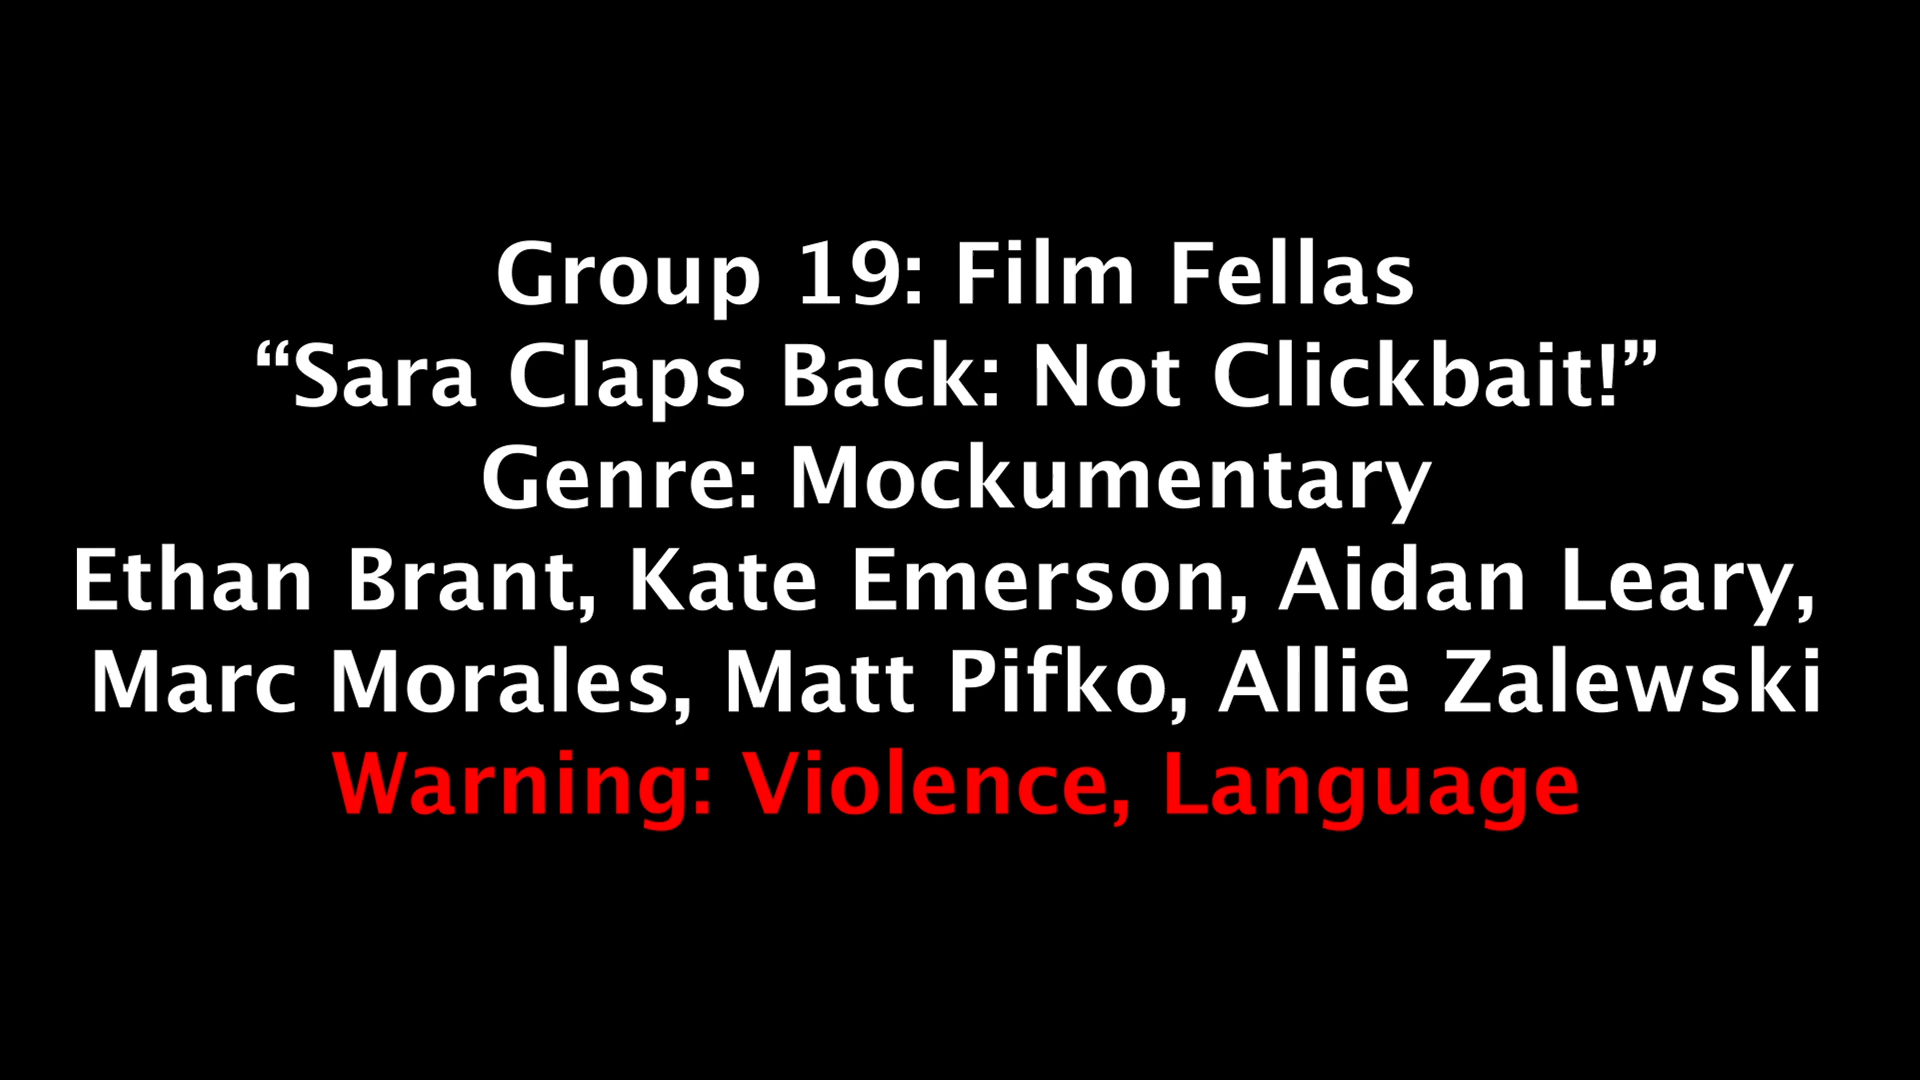 Group 19: Film Fellas
“Sara Claps Back: Not Clickbait!”
Genre: Mockumentary
Ethan Brant, Kate Emerson, Aidan Leary,
Marc Morales, Matt Pifko, Allie Zalewski
Warning: Violence, Language